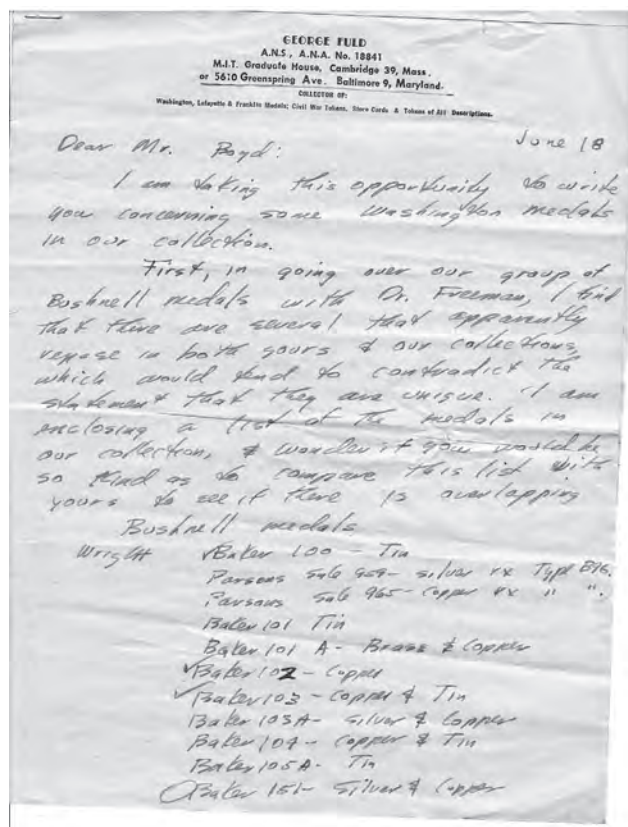 GEORGE FULD
A.N.S., A.N.A. No. 18841
M.I.T. Graduate House, Cambridge 39, Mass.
or 5610 Greenspring Ave. Baltimore 9, Maryland.
COLLECTOR OF:
Washington, Lafayette & Franklin Medals; Civil War Tokens, Store Cards & Tokens of All Descriptions.
June 18
Dear Mr. Boyd:
I am taking this opportunity to write
you concerning some Washington medals
in our collection.
First, in going over our group of
Bushnell medals with Dr. Freeman, I find
that there are several that apparently
repose in both yours & our collections,
which would tend to contradict the
statement that they are unique. I am
enclosing a list of the medals in
our collection, & wonder if you would be
so kind as to compare this list with
yours to see if there is overlapping
Bushnell medals
Wright Baker 100 - Tin
Parsons Sale 959 - silver rx Type B96.
Parsons Sale 965 - copper rx " ".
Baker 101 Tin
Baker 101 A - Brass & Copper
Baker 102 - Copper
Baker 103 - Copper & Tin
Baker 103A - Silver & Copper
Baker 104 - Copper & Tin
Baker 105A - Tin
Baker 151 - Silver & Copper